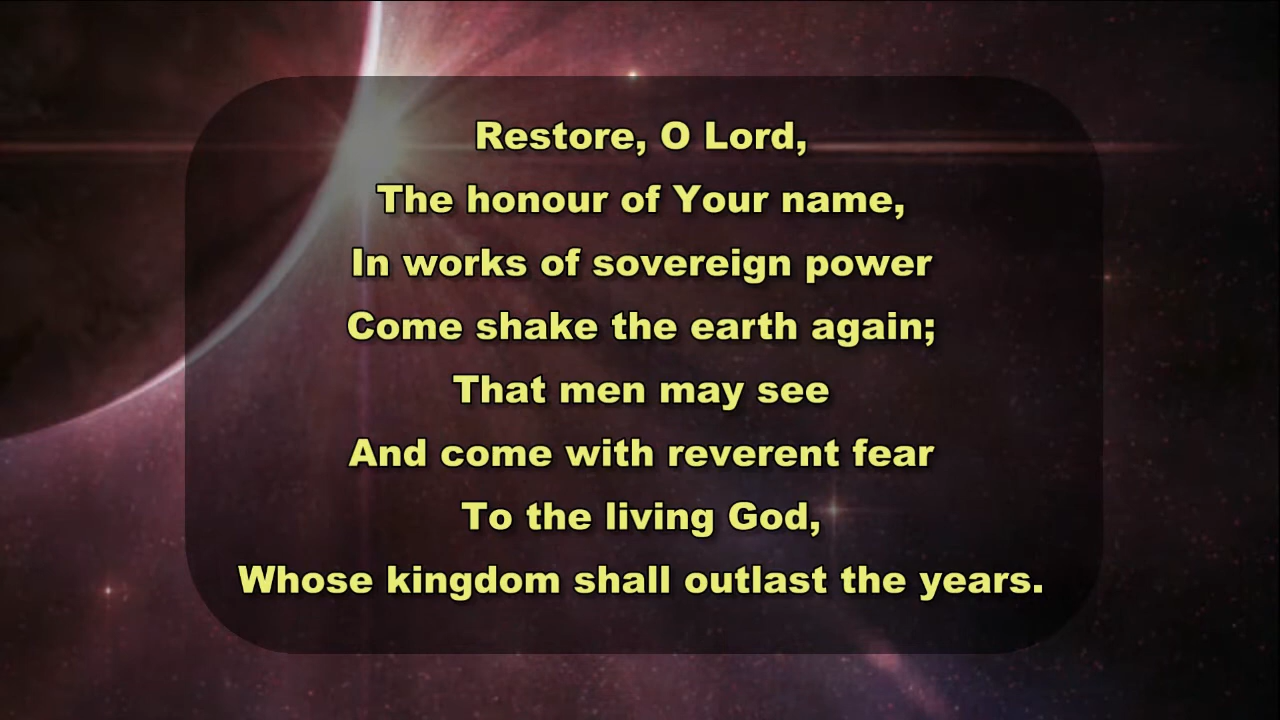 Restore, O Lord,
The honour of Your name,
In works of sovereign power
Come shake the earth again;
That men may see
And come with reverent fear
To the living God,
Whose kingdom shall outlast the years.